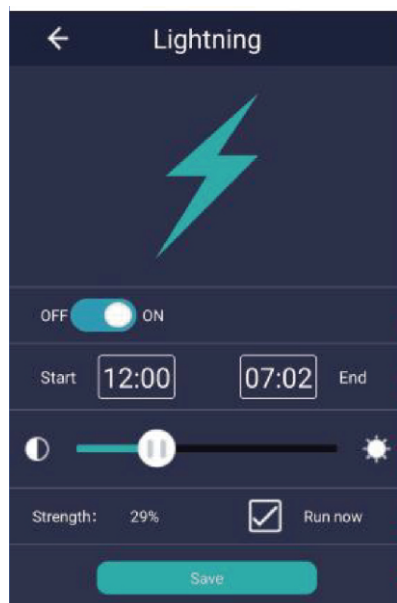 Lightning
OFF ON
Start 12:00 07:02 End
Strength: 29% Run now
Save